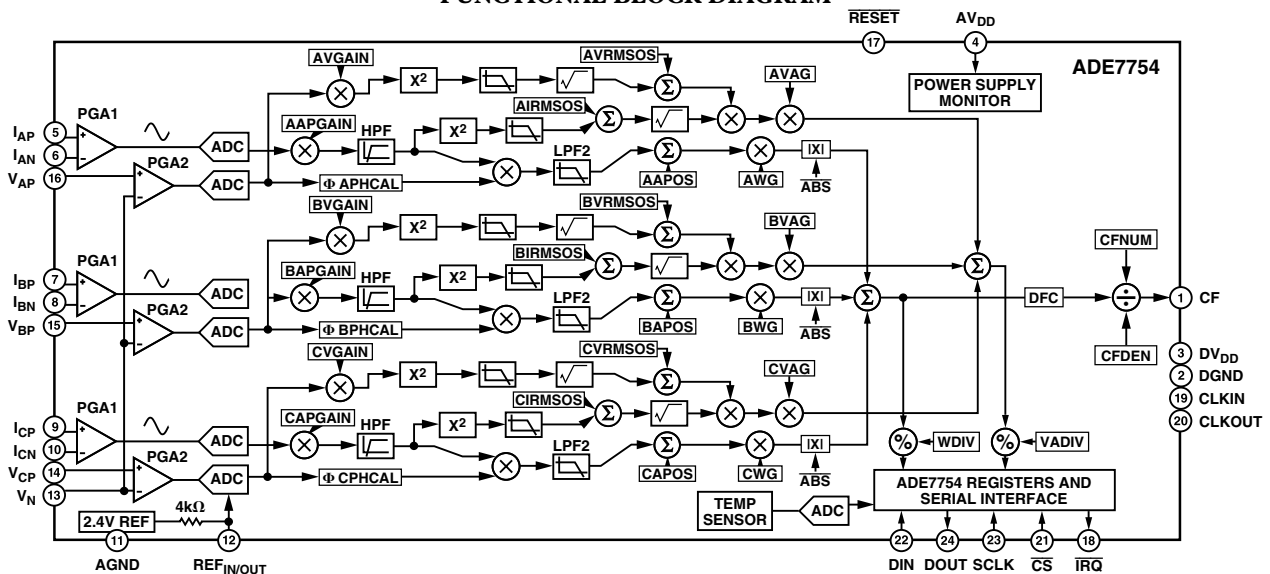 FUNCTIONAL BLOCK DIAGRAM
RESET
AVDD
17
4
ADE7754
POWER SUPPLY
MONITOR
AVGAIN
X²
√
AVRMSOS
Σ
AVAG
PGA1
IAP
5
IAN
6
VAP
16
+
−
ADC
AAPGAIN
HPF
X²
AIRMSOS
Σ
√
×
×
PGA2
+
−
ADC
Φ APHCAL
×
LPF2
Σ
AAPOS
×
AWG
|X|
ABS
BVGAIN
X²
√
BVRMSOS
Σ
BVAG
PGA1
IBP
7
IBN
8
VBP
15
+
−
ADC
BAPGAIN
HPF
X²
BIRMSOS
Σ
√
×
×
Σ
PGA2
+
−
ADC
Φ BPHCAL
×
LPF2
Σ
BAPOS
×
BWG
|X|
ABS
Σ
DFC
CFNUM
÷
CFDEN
1
CF
3
DVDD
2
DGND
19
CLKIN
20
CLKOUT
CVGAIN
X²
√
CVRMSOS
Σ
CVAG
PGA1
ICP
9
ICN
10
VCP
14
VN
13
+
−
ADC
CAPGAIN
HPF
X²
CIRMSOS
Σ
√
×
×
PGA2
+
−
ADC
Φ CPHCAL
×
LPF2
Σ
CAPOS
×
CWG
|X|
ABS
%
WDIV
%
VADIV
ADE7754 REGISTERS AND
SERIAL INTERFACE
TEMP
SENSOR
ADC
2.4V REF
4kΩ
11
12
22
24
23
21
18
AGND
REFIN/OUT
DIN
DOUT
SCLK
CS
IRQ